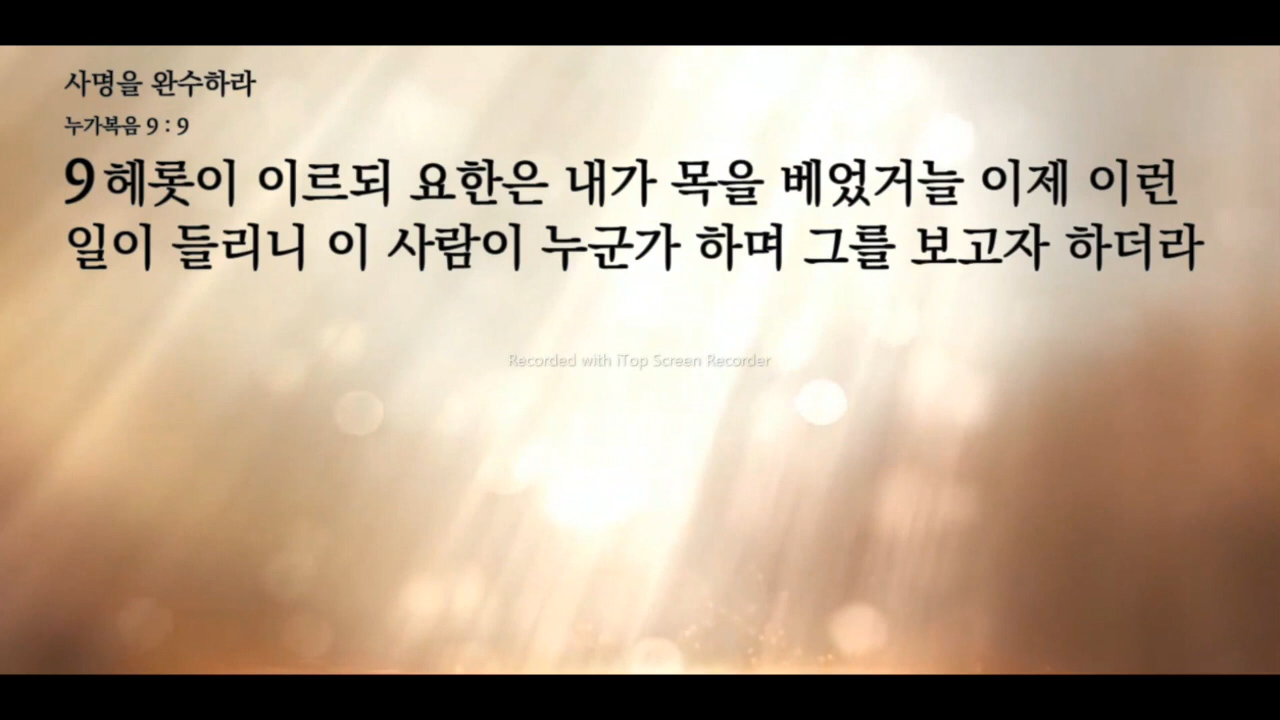 사명을 완수하라
누가복음 9 : 9
9 헤롯이 이르되 요한은 내가 목을 베었거늘 이제 이런
일이 들리니 이 사람이 누군가 하며 그를 보고자 하더라
Recorded with iTop Screen Recorder